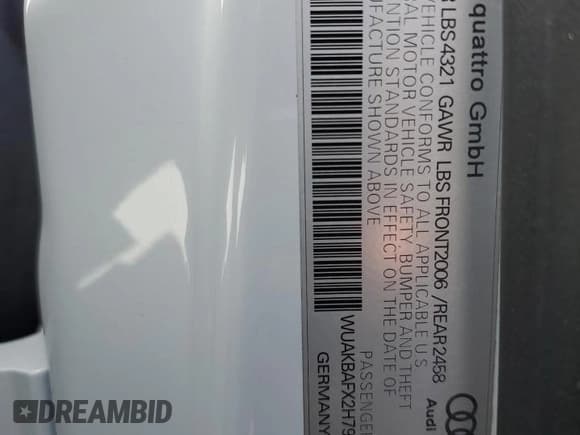 quattro GmbH
LBS4321 GAWR LBS FRONT2006 /REAR2458
VEHICLE CONFORMS TO ALL APPLICABLE U.S.
MOTOR VEHICLE SAFETY, BUMPER AND THEFT
STANDARDS IN EFFECT ON THE DATE OF
SHOWN ABOVE
WUAKBAFX2H79
PASSENGE
GERMANY
Audi
DREAMBID